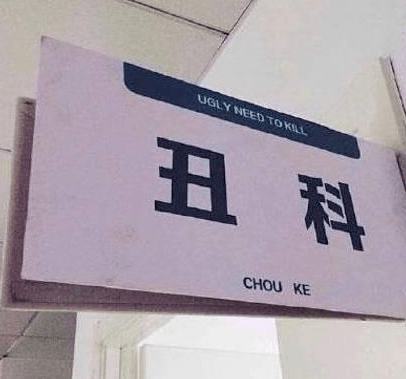 UGLY NEED TO KILL
丑 科
CHOU KE